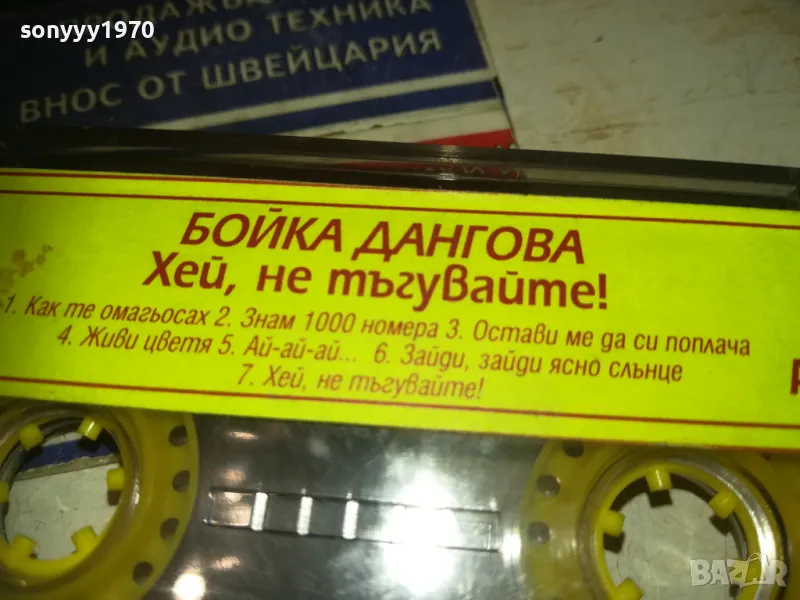 sonyyy1970
И АУДИО ТЕХНИКА
ВНОС ОТ ШВЕЙЦАРИЯ
БОЙКА ДАНГОВА
Хей, не тъгувайте!
1. Как те омагьосах 2. Знам 1000 номера 3. Остави ме да си поплача
4. Живи цветя 5. Ай-ай-ай... 6. Зайди, зайди ясно слънце
7. Хей, не тъгувайте!
BAZAR